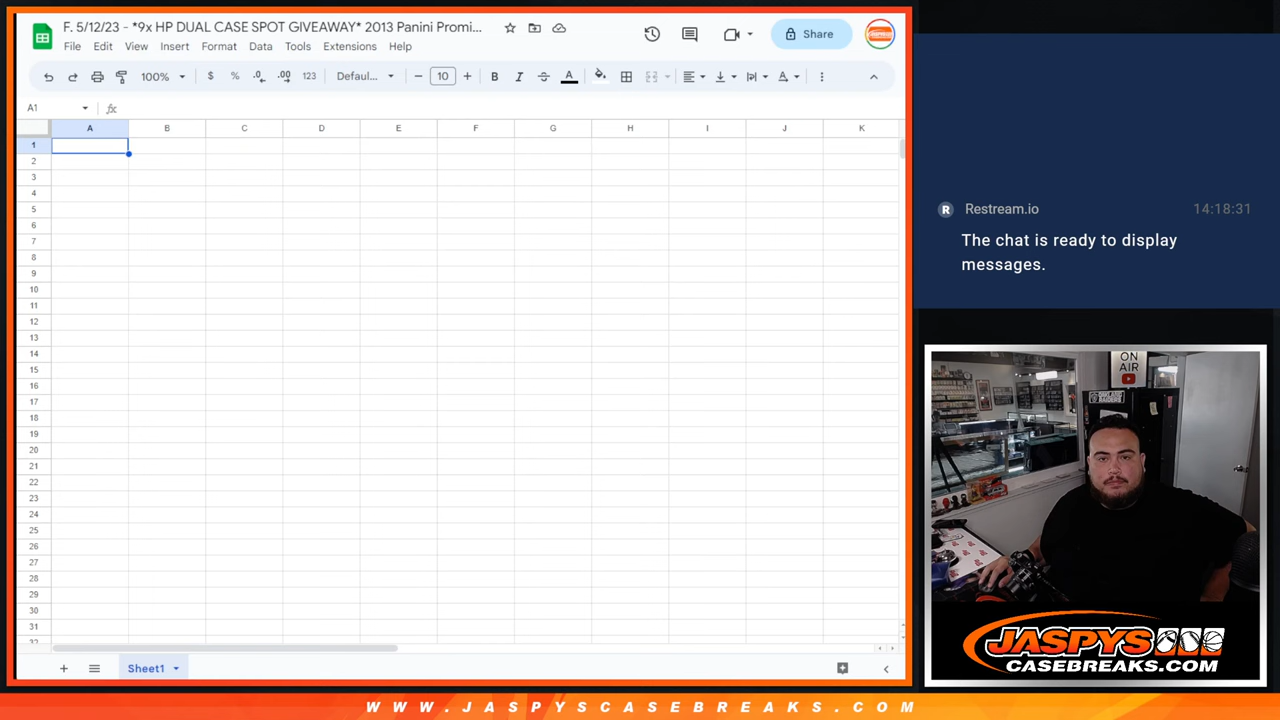 F. 5/12/23 - *9x HP DUAL CASE SPOT GIVEAWAY* 2013 Panini Promi...
Share
File Edit View Insert Format Data Tools Extensions Help
100% $ % .0 .00 123 Defaul... − 10 + B I S A
A1 fx
A B C D E F G H I J K
1
2
3
4
5
6
7
8
9
10
11
12
13
14
15
16
17
18
19
20
21
22
23
24
25
26
27
28
29
30
31
32
+ Sheet1
R Restream.io 14:18:31
The chat is ready to display
messages.
ON
AIR
RAIDERS
JASPYS
CASEBREAKS.COM
WWW.JASPYSCASEBREAKS.COM